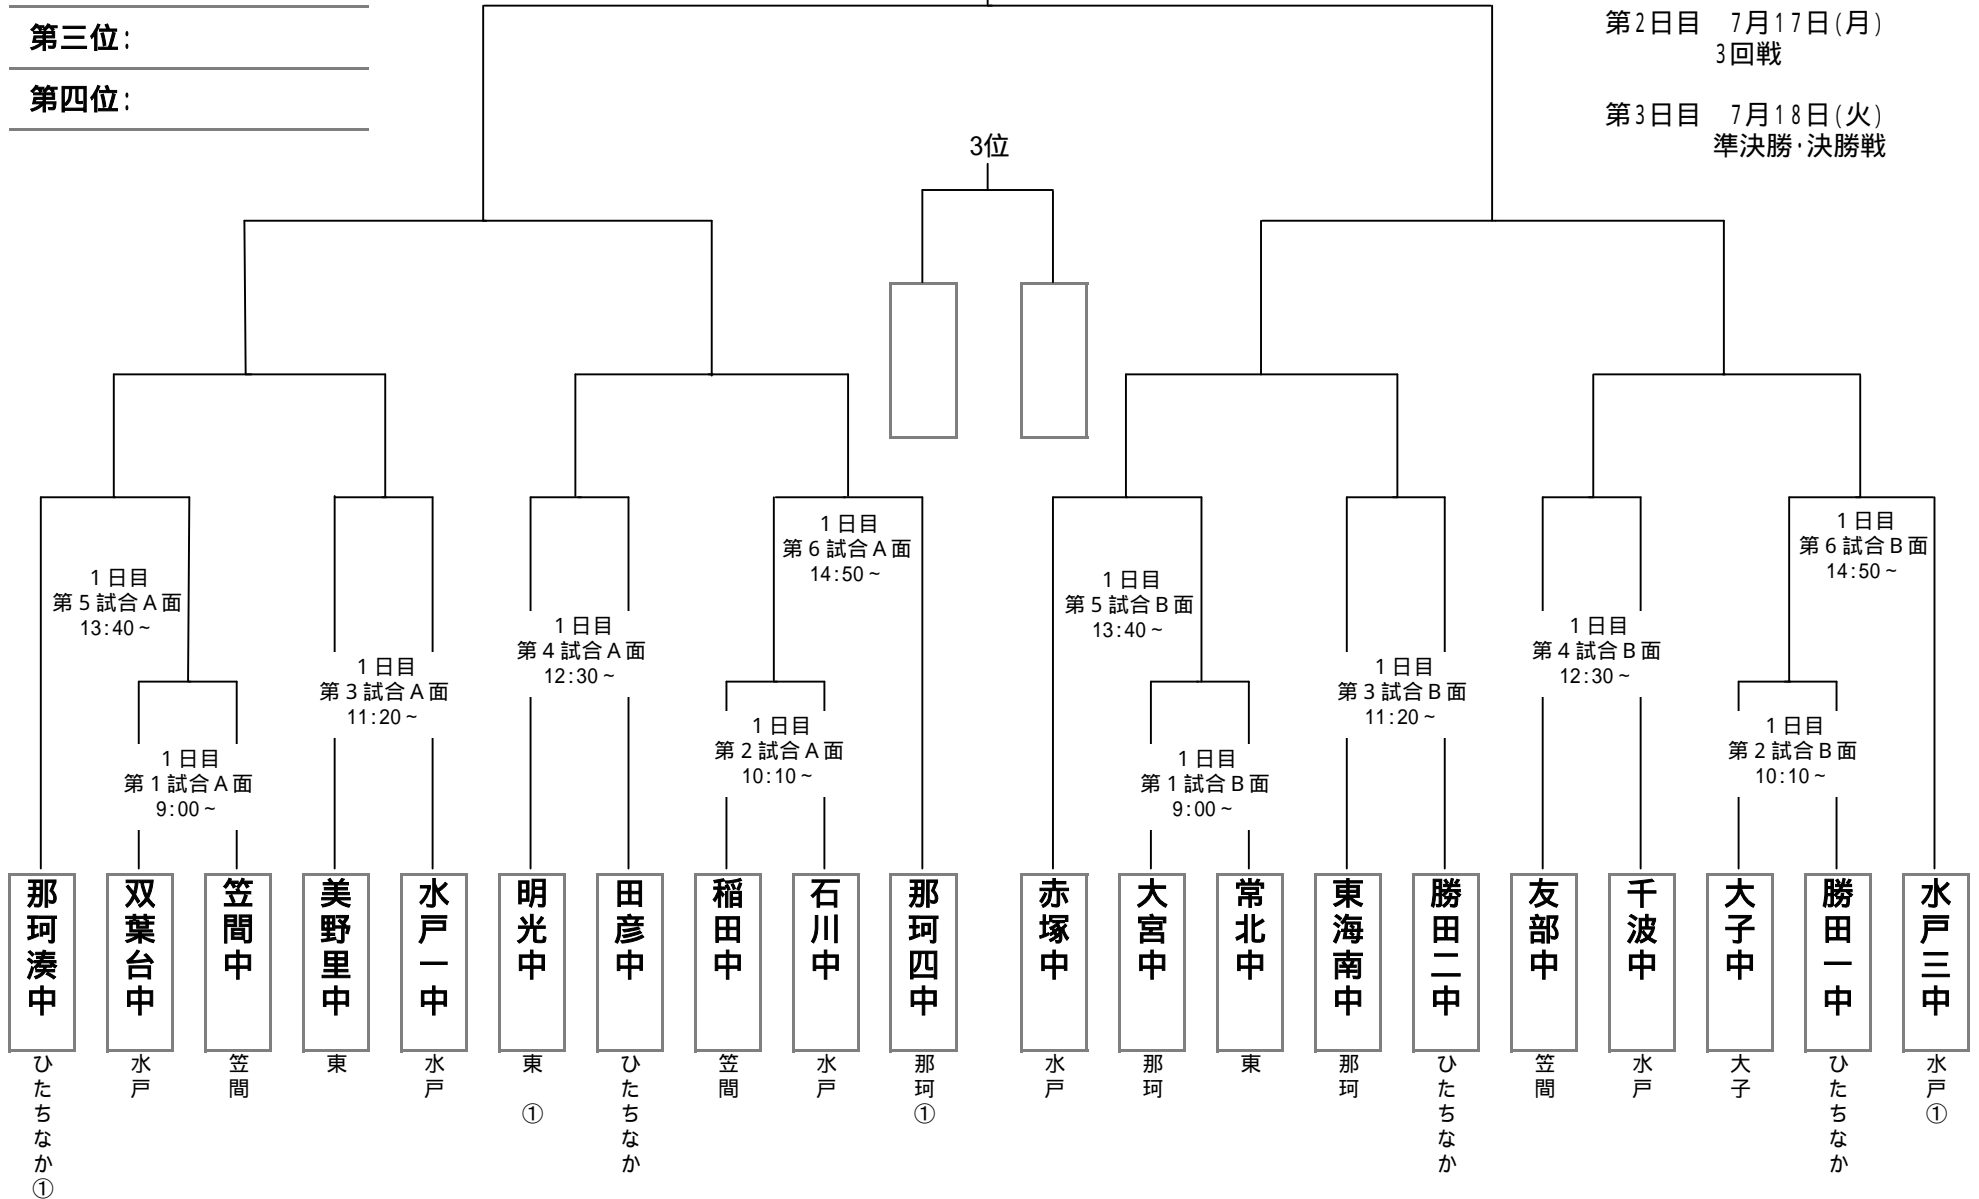 第三位:
第四位:
第2日目　7月17日(月)
3回戦
第3日目　7月18日(火)
準決勝・決勝戦
3位
1日目
第6試合A面
14:50~
1日目
第6試合B面
14:50~
1日目
第5試合A面
13:40~
1日目
第5試合B面
13:40~
1日目
第4試合A面
12:30~
1日目
第4試合B面
12:30~
1日目
第3試合A面
11:20~
1日目
第3試合B面
11:20~
1日目
第2試合A面
10:10~
1日目
第2試合B面
10:10~
1日目
第1試合A面
9:00~
1日目
第1試合B面
9:00~
那珂湊中
双葉台中
笠間中
美野里中
水戸一中
明光中
田彦中
稲田中
石川中
那珂四中
赤塚中
大宮中
常北中
東海南中
勝田二中
友部中
千波中
大子中
勝田一中
水戸三中
ひたちなか①
水戸
笠間
東
水戸
東①
ひたちなか
笠間
水戸
那珂①
水戸
那珂
東
那珂
ひたちなか
笠間
水戸
大子
ひたちなか
水戸①